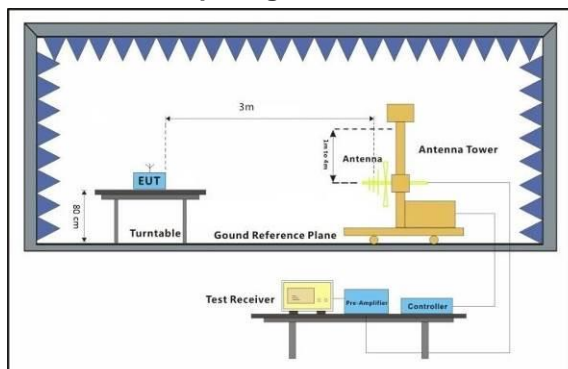 3m
1m to 4m
Antenna
Antenna Tower
EUT
80 cm
Turntable
Gound Reference Plane
Test Receiver
Pre-Amplifier
Controller